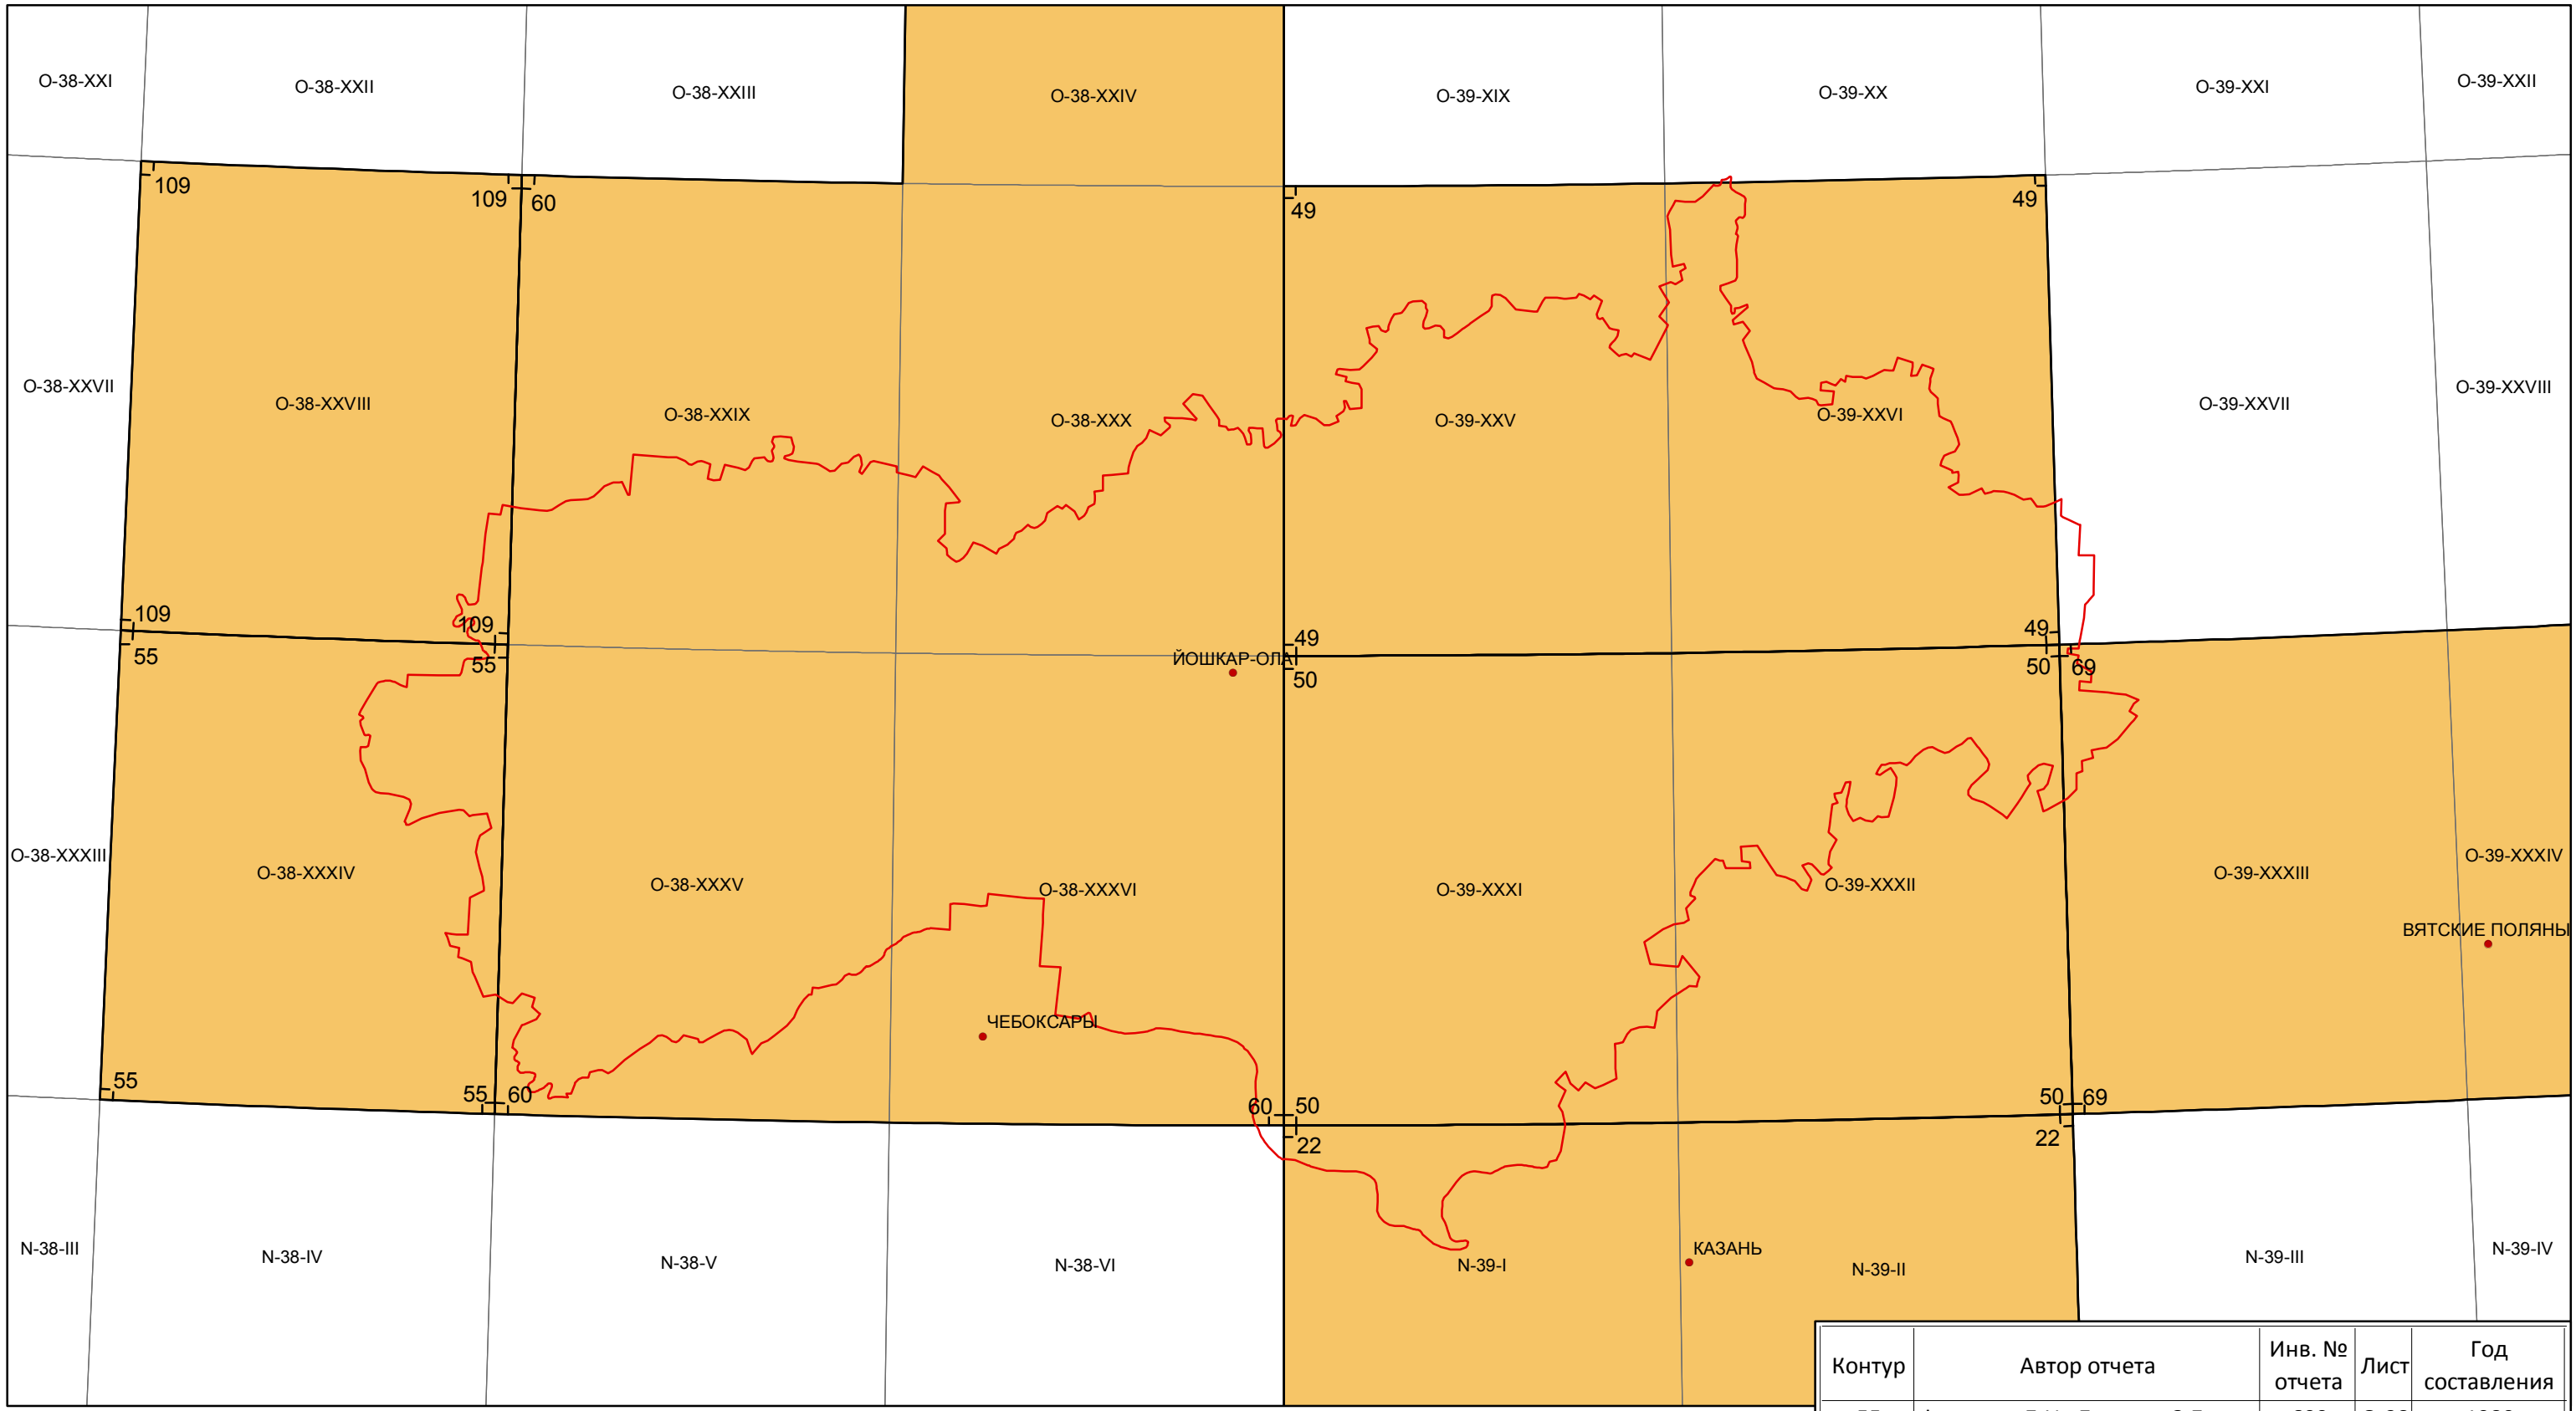 O-38-XXI
O-38-XXII
O-38-XXIII
O-38-XXIV
O-39-XIX
O-39-XX
O-39-XXI
O-39-XXII
109
109
60
49
49
O-38-XXVII
O-38-XXVIII
O-38-XXIX
O-38-XXX
O-39-XXV
O-39-XXVI
O-39-XXVII
O-39-XXVIII
109
109
49
49
55
55
ЙОШКАР-ОЛА
50
50
69
O-38-XXXIII
O-38-XXXIV
O-38-XXXV
O-38-XXXVI
O-39-XXXI
O-39-XXXII
O-39-XXXIII
O-39-XXXIV
ВЯТСКИЕ ПОЛЯНЫ
ЧЕБОКСАРЫ
55
55
60
60
50
50
69
22
22
N-38-III
N-38-IV
N-38-V
N-38-VI
N-39-I
КАЗАНЬ
N-39-II
N-39-III
N-39-IV
Контур
Автор отчета
Инв. №
отчета
Лист
Год
составления